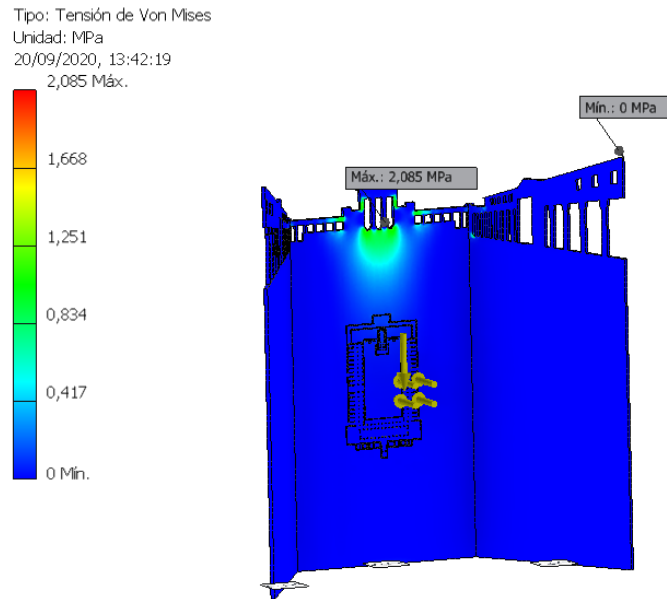 Tipo: Tensión de Von Mises
Unidad: MPa
20/09/2020, 13:42:19
2,085 Máx.
Mín.: 0 MPa
1,668
Máx.: 2,085 MPa
1,251
0,834
0,417
0 Mín.